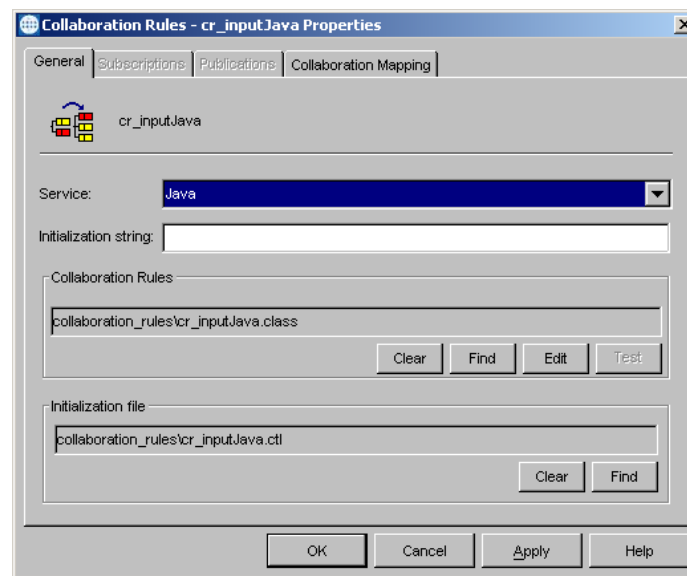 Collaboration Rules - cr_inputJava Properties
General Subscriptions Publications Collaboration Mapping
cr_inputJava
Service: Java
Initialization string:
Collaboration Rules
collaboration_rules\cr_inputJava.class
Clear Find Edit Test
Initialization file
collaboration_rules\cr_inputJava.ctl
Clear Find
OK Cancel Apply Help